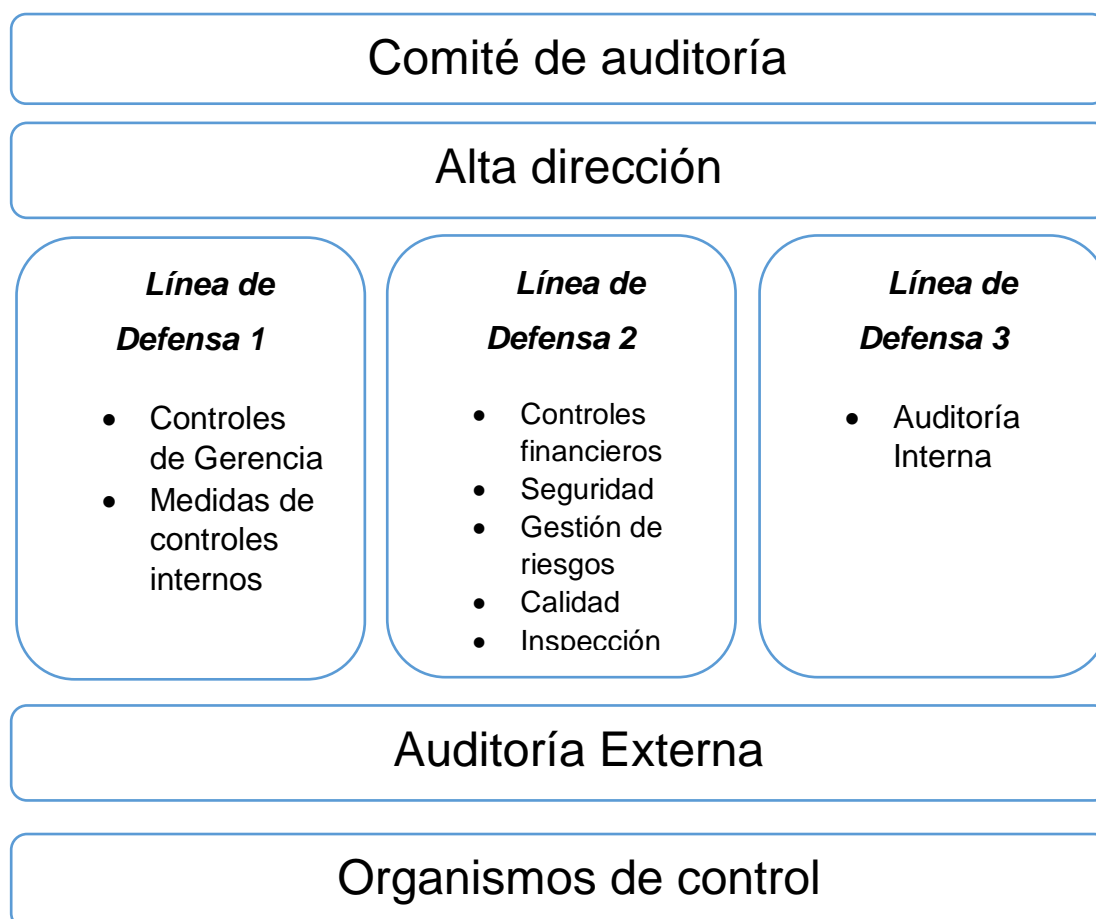 Comité de auditoría
Alta dirección
Línea de
Defensa 1
• Controles
de Gerencia
• Medidas de
controles
internos
Línea de
Defensa 2
• Controles
financieros
• Seguridad
• Gestión de
riesgos
• Calidad
• Inspección
Línea de
Defensa 3
• Auditoría
Interna
Auditoría Externa
Organismos de control